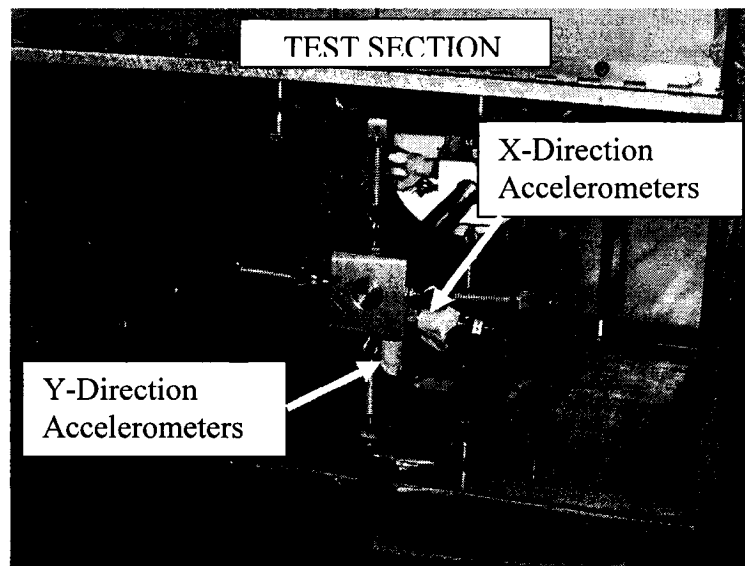 TEST SECTION
X-Direction
Accelerometers
Y-Direction
Accelerometers